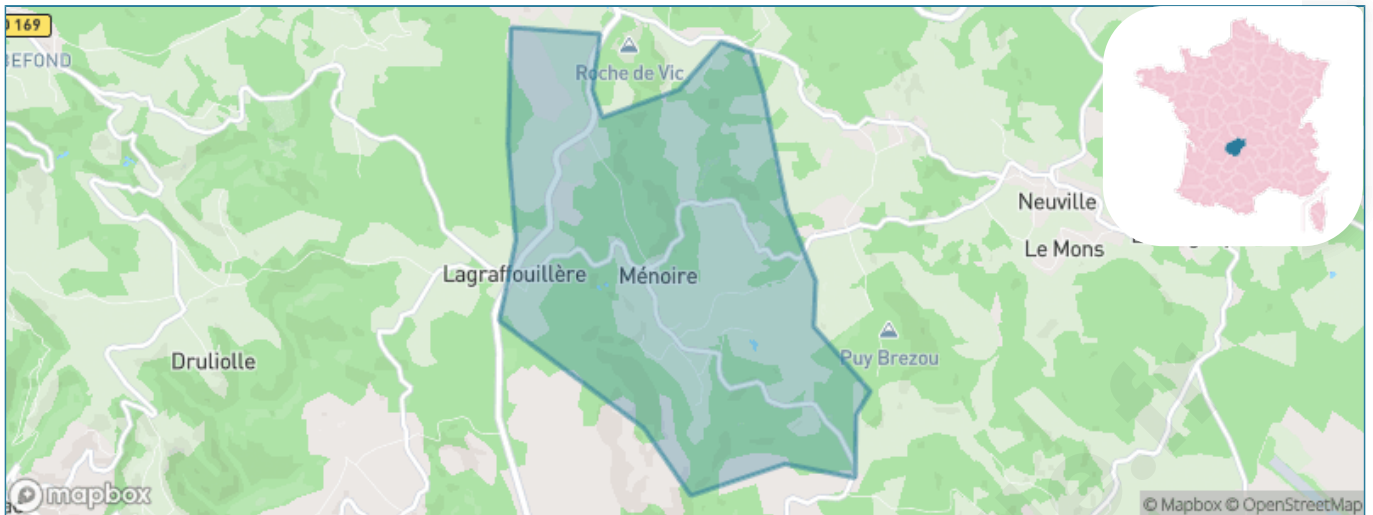 D 169
BEFOND
Roche de Vic
Neuville
Le Mons
Lagraffouillère
Ménoire
Druliolle
Puy Brezou
mapbox
© Mapbox © OpenStreetMap